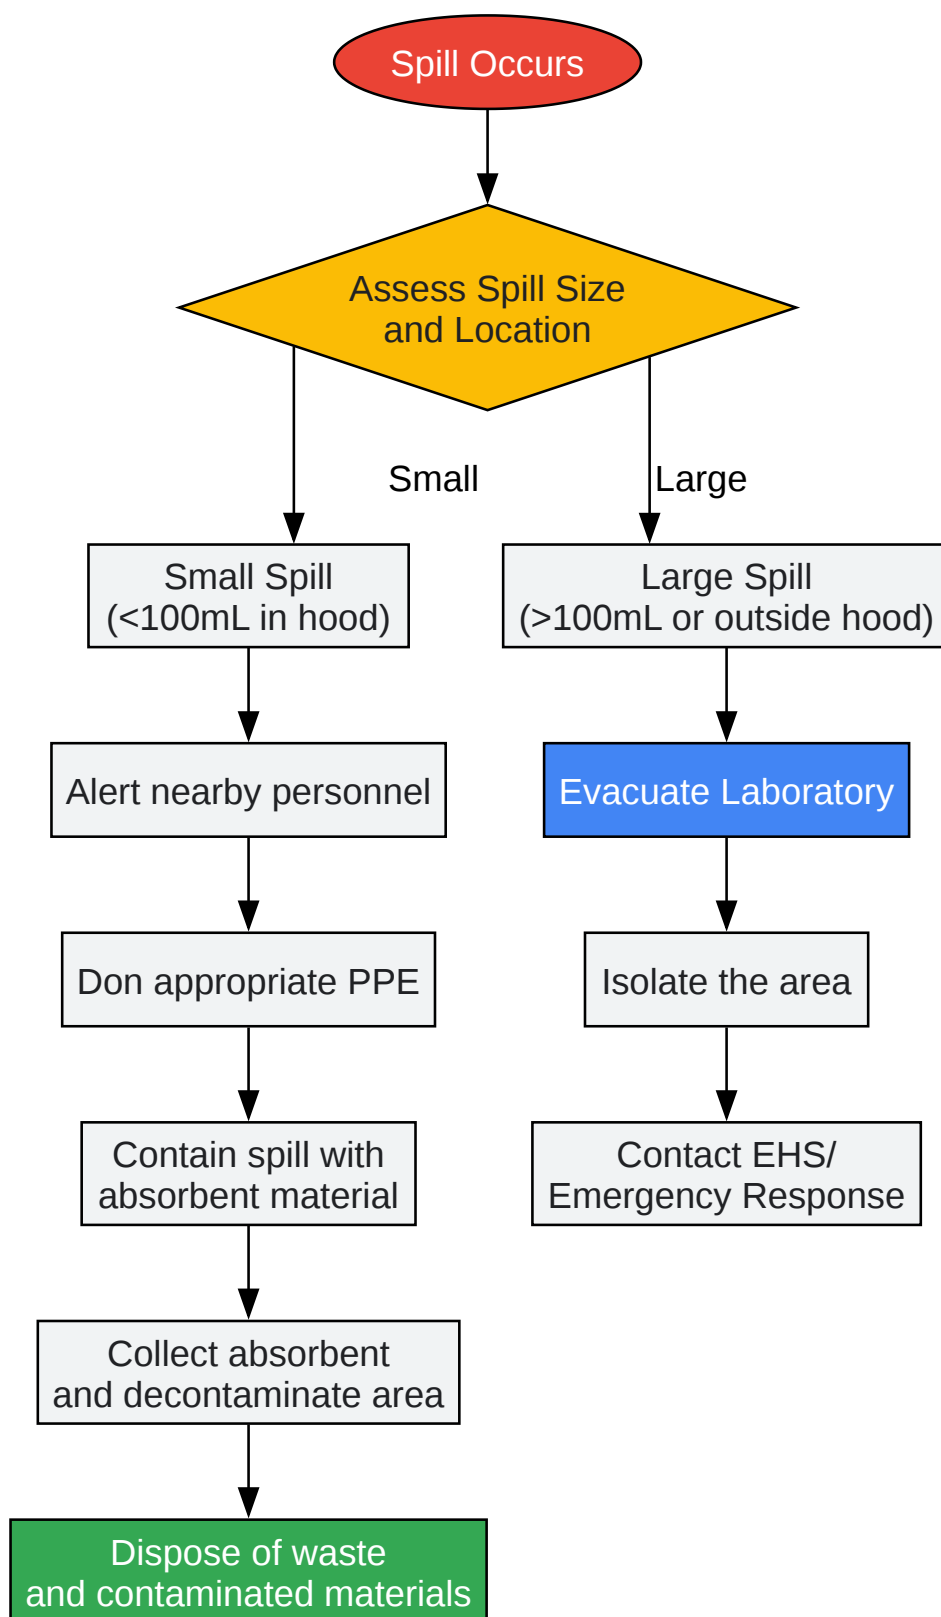 Spill Occurs
Assess Spill Size
and Location
Small
Large
Small Spill
(<100mL in hood)
Large Spill
(>100mL or outside hood)
Alert nearby personnel
Evacuate Laboratory
Don appropriate PPE
Isolate the area
Contain spill with
absorbent material
Contact EHS/
Emergency Response
Collect absorbent
and decontaminate area
Dispose of waste
and contaminated materials